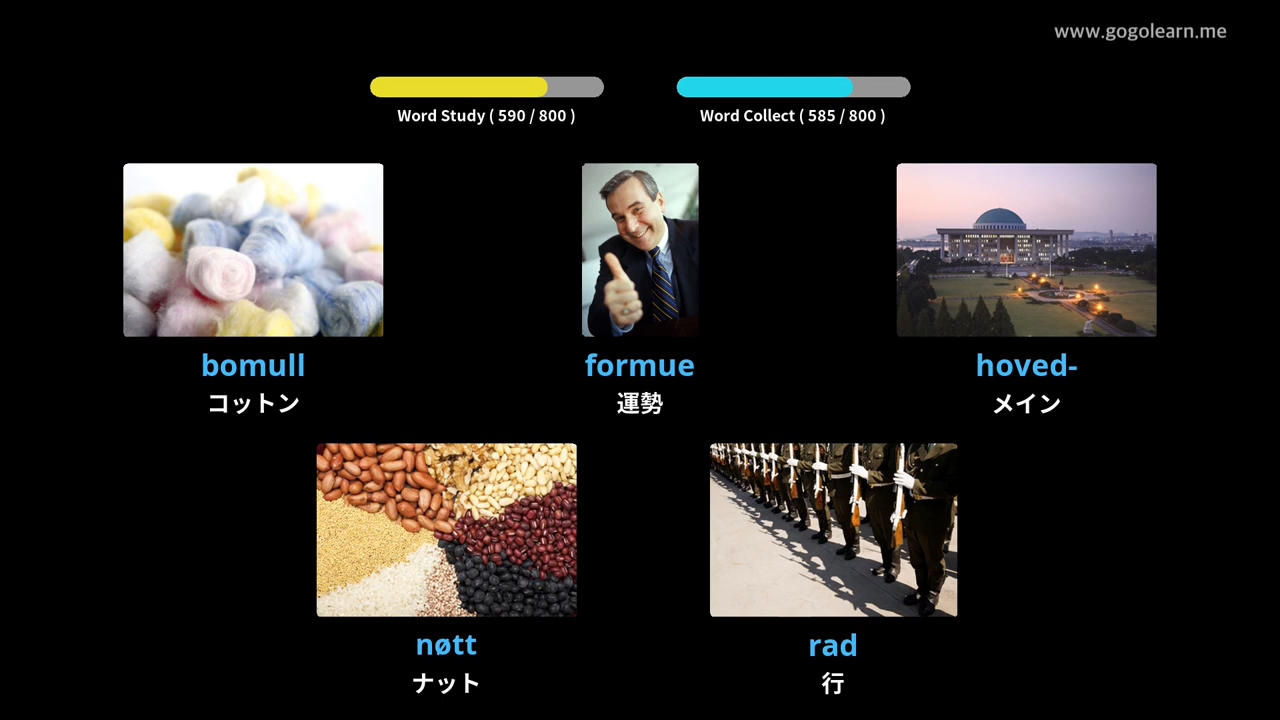 www.gogolearn.me
Word Study ( 590 / 800 )
Word Collect ( 585 / 800 )
bomull
コットン
formue
運勢
hoved-
メイン
nøtt
ナット
rad
行